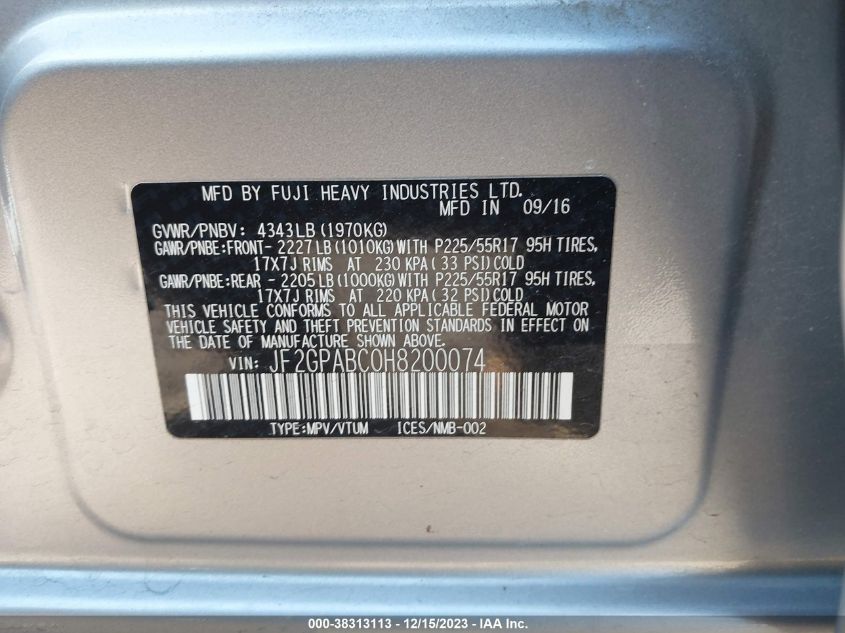 MFD BY FUJI HEAVY INDUSTRIES LTD.
MFD IN 09/16
GVWR/PNBV: 4343LB(1970KG)
GAWR/PNBE:FRONT- 2227LB(1010KG)WITH P225/55R17 95H TIRES,
17X7J RIMS AT 230 KPA( 33 PSI)COLD
GAWR/PNBE:REAR - 2205LB(1000KG)WITH P225/55R17 95H TIRES,
17X7J RIMS AT 220 KPA( 32 PSI)COLD
THIS VEHICLE CONFORMS TO ALL APPLICABLE FEDERAL MOTOR
VEHICLE SAFETY AND THEFT PREVENTION STANDARDS IN EFFECT ON
THE DATE OF MANUFACTURE SHOWN ABOVE.
VIN: JF2GPABC0H8200074
TYPE:MPV/VTUM ICES/NMB-002
000-38313113 - 12/15/2023 - IAA Inc.